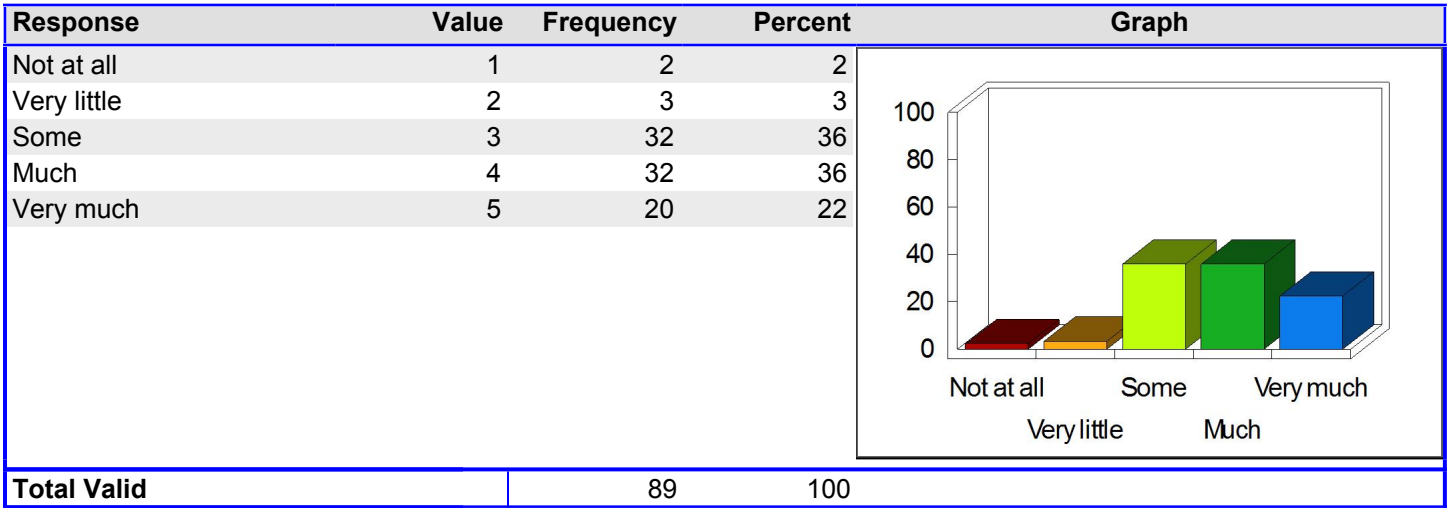 Response Value Frequency Percent Graph
Not at all 1 2 2
Very little 2 3 3
Some 3 32 36
Much 4 32 36
Very much 5 20 22
100
80
60
40
20
0
Not at all Some Very much
Very little Much
Total Valid 89 100